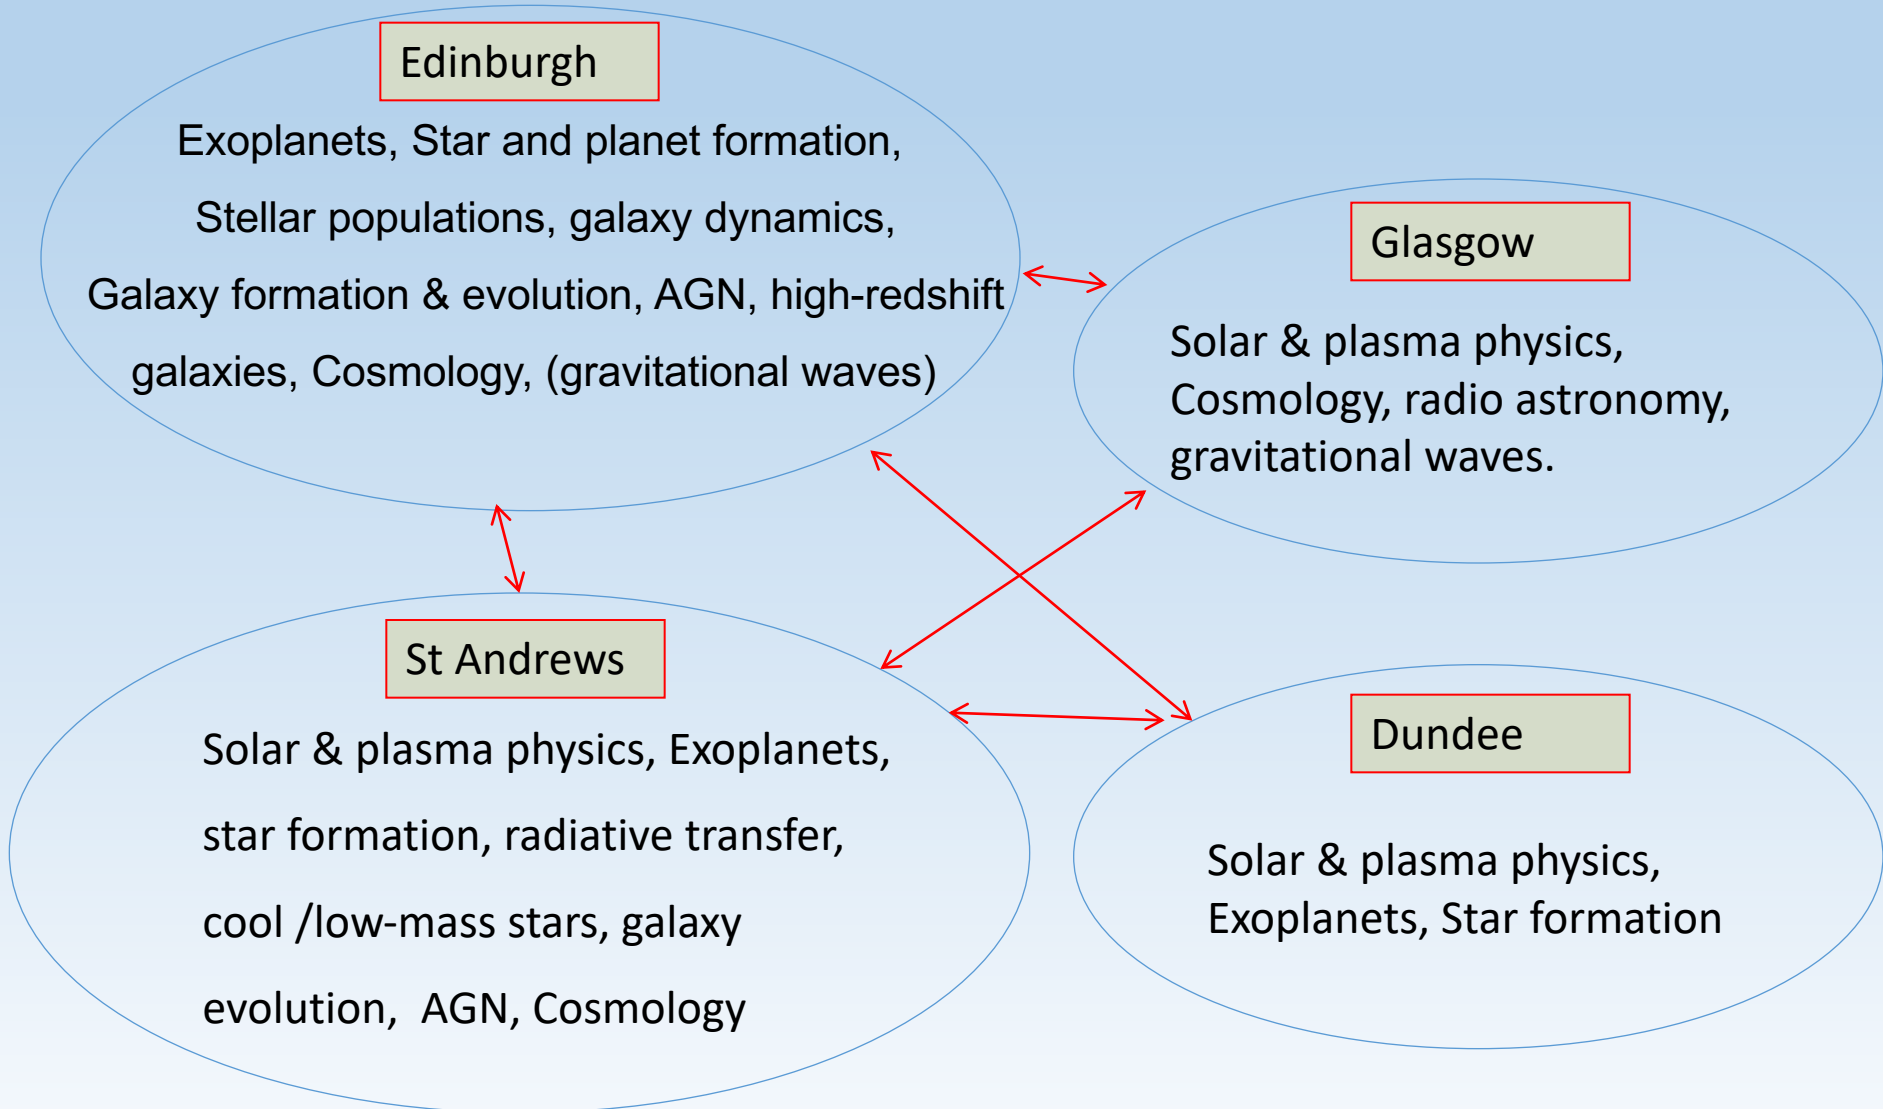 Edinburgh
Exoplanets, Star and planet formation,
Stellar populations, galaxy dynamics,
Galaxy formation & evolution, AGN, high-redshift
galaxies, Cosmology, (gravitational waves)
Glasgow
Solar & plasma physics,
Cosmology, radio astronomy,
gravitational waves.
St Andrews
Solar & plasma physics, Exoplanets,
star formation, radiative transfer,
cool /low-mass stars, galaxy
evolution,  AGN, Cosmology
Dundee
Solar & plasma physics,
Exoplanets, Star formation